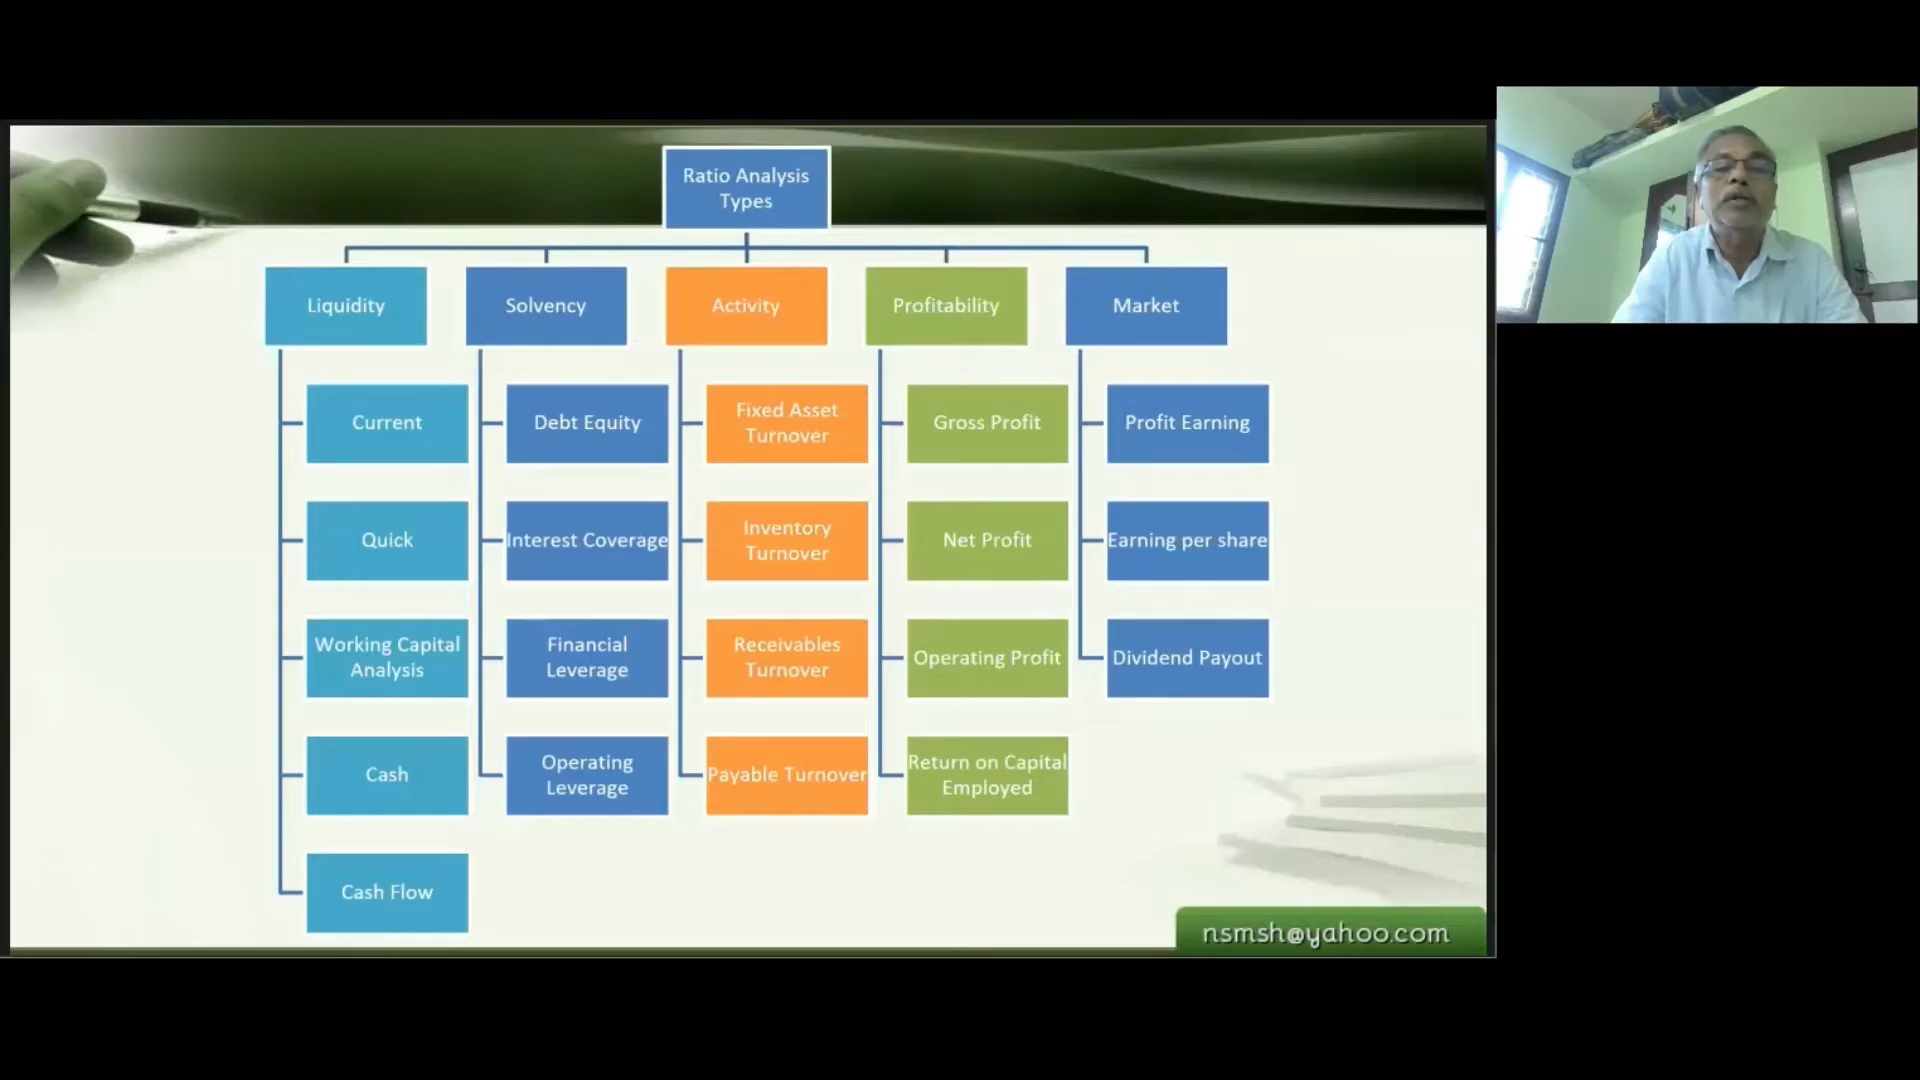 Ratio Analysis
Types
Liquidity
Solvency
Activity
Profitability
Market
Current
Debt Equity
Fixed Asset
Turnover
Gross Profit
Profit Earning
Quick
Interest Coverage
Inventory
Turnover
Net Profit
Earning per share
Working Capital
Analysis
Financial
Leverage
Receivables
Turnover
Operating Profit
Dividend Payout
Cash
Operating
Leverage
Payable Turnover
Return on Capital
Employed
Cash Flow
nsmsh@yahoo.com